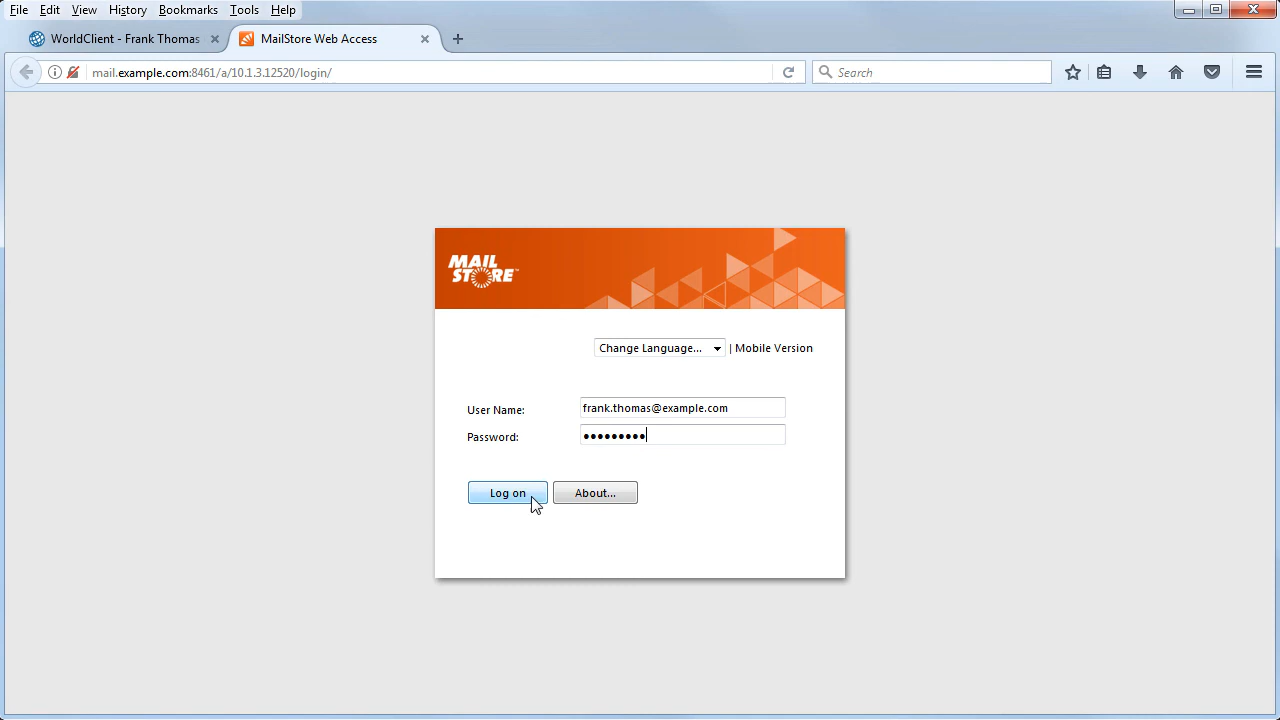 File Edit View History Bookmarks Tools Help
WorldClient - Frank Thomas
MailStore Web Access
mail.example.com:8461/a/10.1.3.12520/login/
Search
MAIL
STORE™
Change Language... | Mobile Version
User Name: frank.thomas@example.com
Password: ●●●●●●●●●
Log on About...